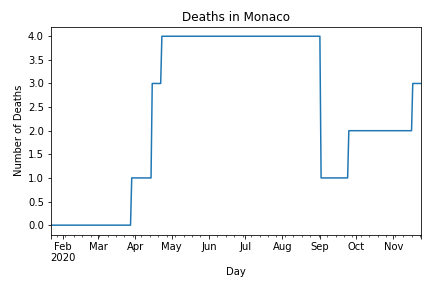 Deaths in Monaco
Number of Deaths
4.0
3.5
3.0
2.5
2.0
1.5
1.0
0.5
0.0
Feb Mar Apr May Jun Jul Aug Sep Oct Nov
2020
Day